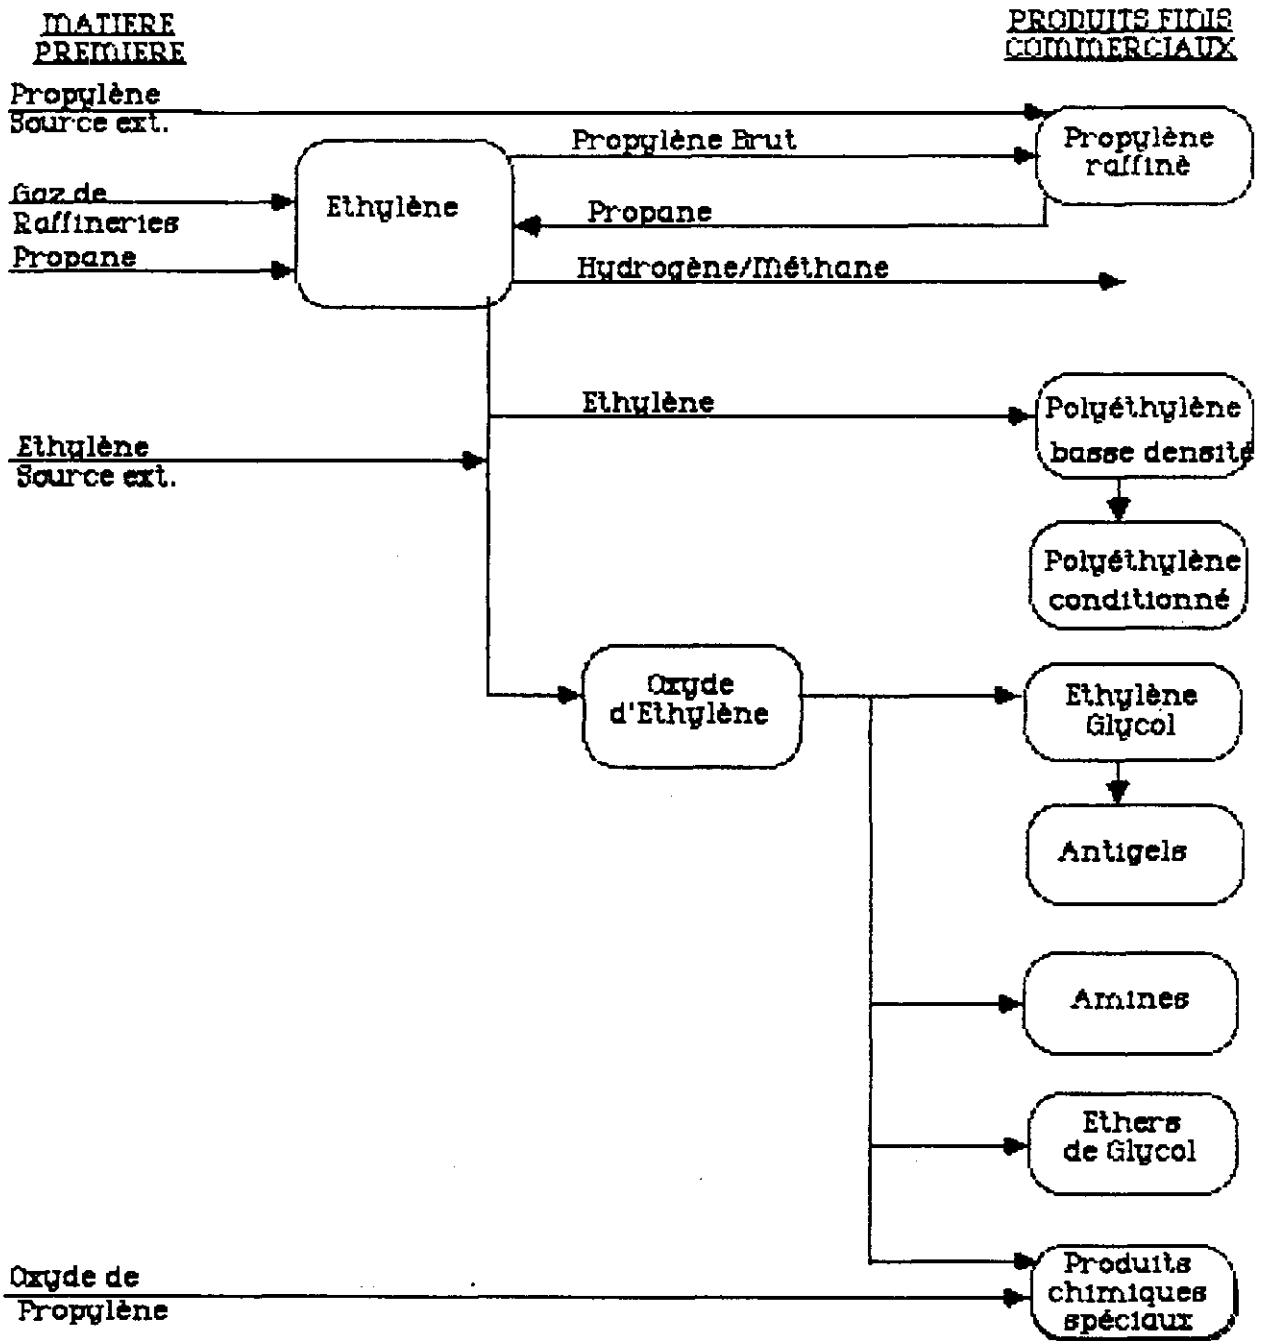 MATIERE
PREMIERE
PRODUITS FINIS
COMMERCIAUX
Propylène
Source ext.
Propylène Brut
Propylène
raffiné
Gaz de
Raffineries
Ethylène
Propane
Propane
Hydrogène/Méthane
Ethylène
Polyéthylène
basse densité
Ethylène
Source ext.
Polyéthylène
conditionné
Oxyde
d'Ethylène
Ethylène
Glycol
Antigels
Amines
Ethers
de Glycol
Oxyde de
Propylène
Produits
chimiques
spéciaux